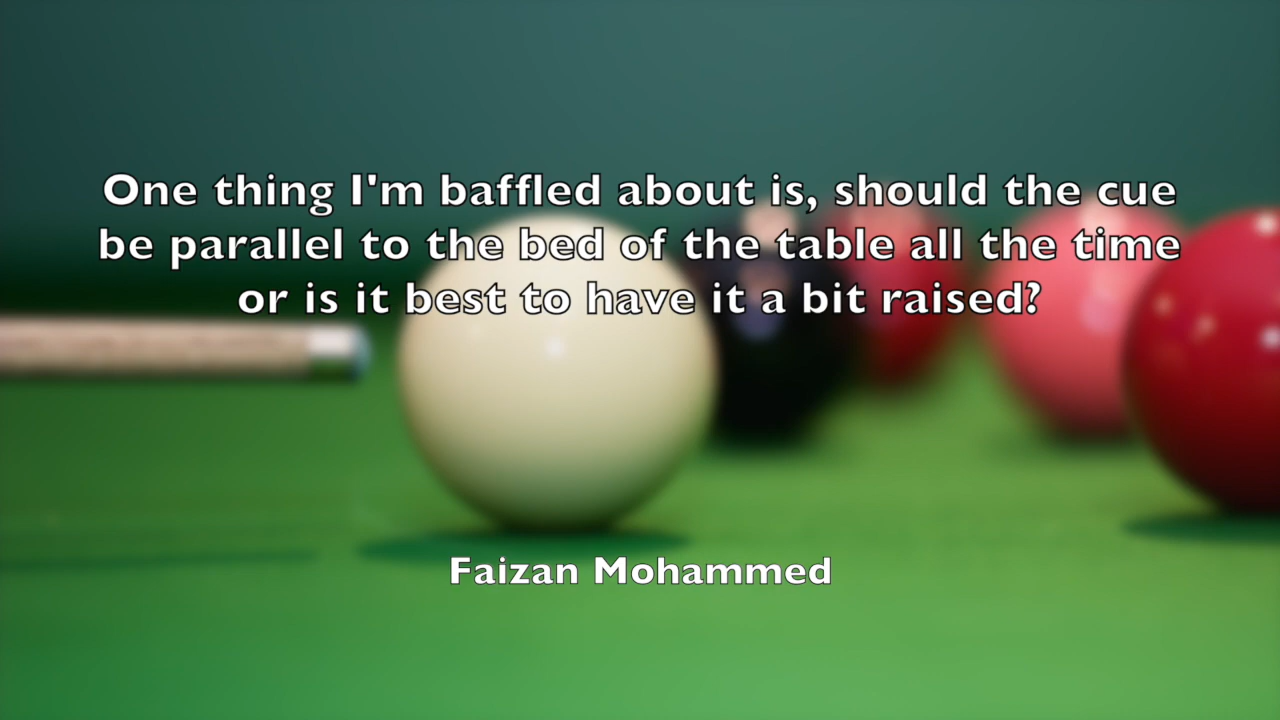 One thing I'm baffled about is, should the cue
be parallel to the bed of the table all the time
or is it best to have it a bit raised?
Faizan Mohammed